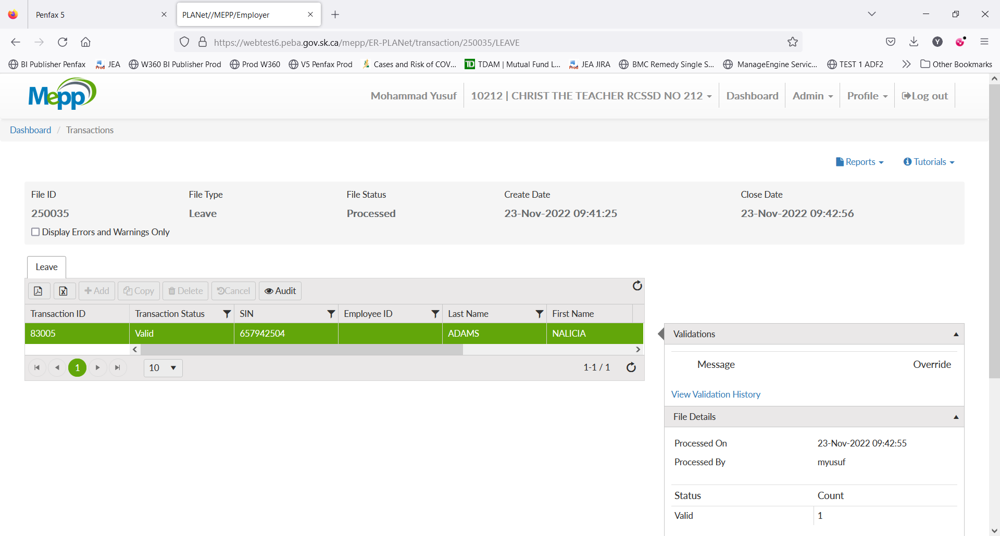 Penfax 5
PLANet//MEPP/Employer
https://webtest6.peba.gov.sk.ca/mepp/ER-PLANet/transaction/250035/LEAVE
Y
BI Publisher Penfax
Prod
JEA
W360 BI Publisher Prod
Prod W360
V5 Penfax Prod
Cases and Risk of COV...
TD
TDAM | Mutual Fund L...
Prod
JEA JIRA
BMC Remedy Single S...
ManageEngine Servic...
TEST 1 ADF2
Other Bookmarks
Mepp
Mohammad Yusuf
10212 | CHRIST THE TEACHER RCSSD NO 212
Dashboard
Admin
Profile
Log out
Dashboard / Transactions
Reports
Tutorials
File ID
File Type
File Status
Create Date
Close Date
250035
Leave
Processed
23-Nov-2022 09:41:25
23-Nov-2022 09:42:56
Display Errors and Warnings Only
Leave
Add
Copy
Delete
Cancel
Audit
Transaction ID
Transaction Status
SIN
Employee ID
Last Name
First Name
83005
Valid
657942504
ADAMS
NALICIA
1
10
1-1 / 1
Validations
Message
Override
View Validation History
File Details
Processed On
23-Nov-2022 09:42:55
Processed By
myusuf
Status
Count
Valid
1